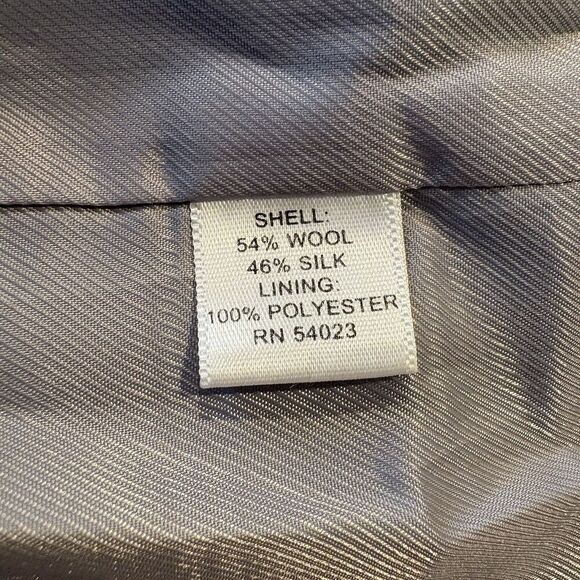 SHELL:
54% WOOL
46% SILK
LINING:
100% POLYESTER
RN 54023